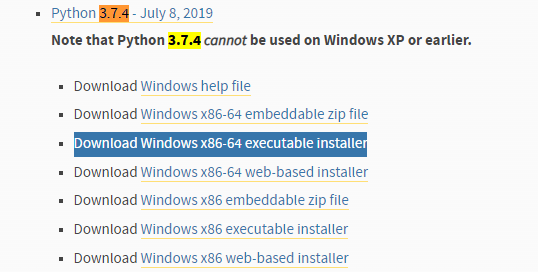 Python 3.7.4 - July 8, 2019
Note that Python 3.7.4 cannot be used on Windows XP or earlier.
Download Windows help file
Download Windows x86-64 embeddable zip file
Download Windows x86-64 executable installer
Download Windows x86-64 web-based installer
Download Windows x86 embeddable zip file
Download Windows x86 executable installer
Download Windows x86 web-based installer